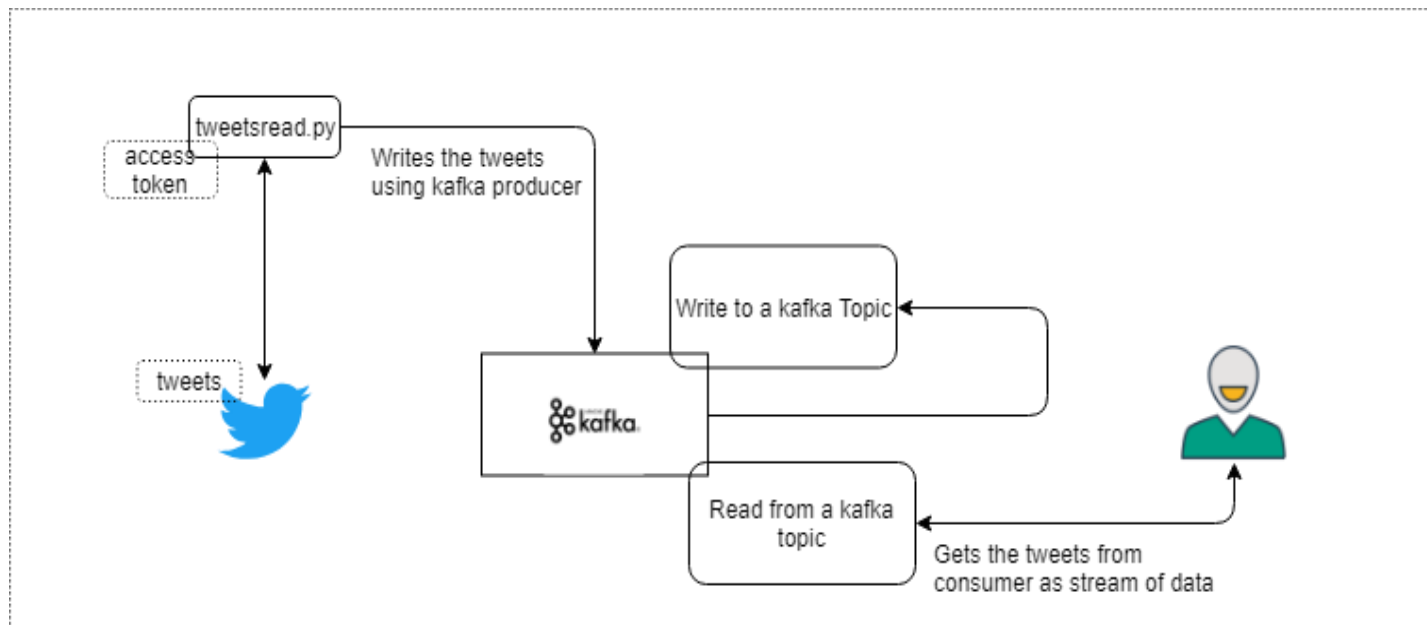 tweetsread.py
access
token
Writes the tweets
using kafka producer
Write to a kafka Topic
tweets
kafka
Read from a kafka
topic
Gets the tweets from
consumer as stream of data